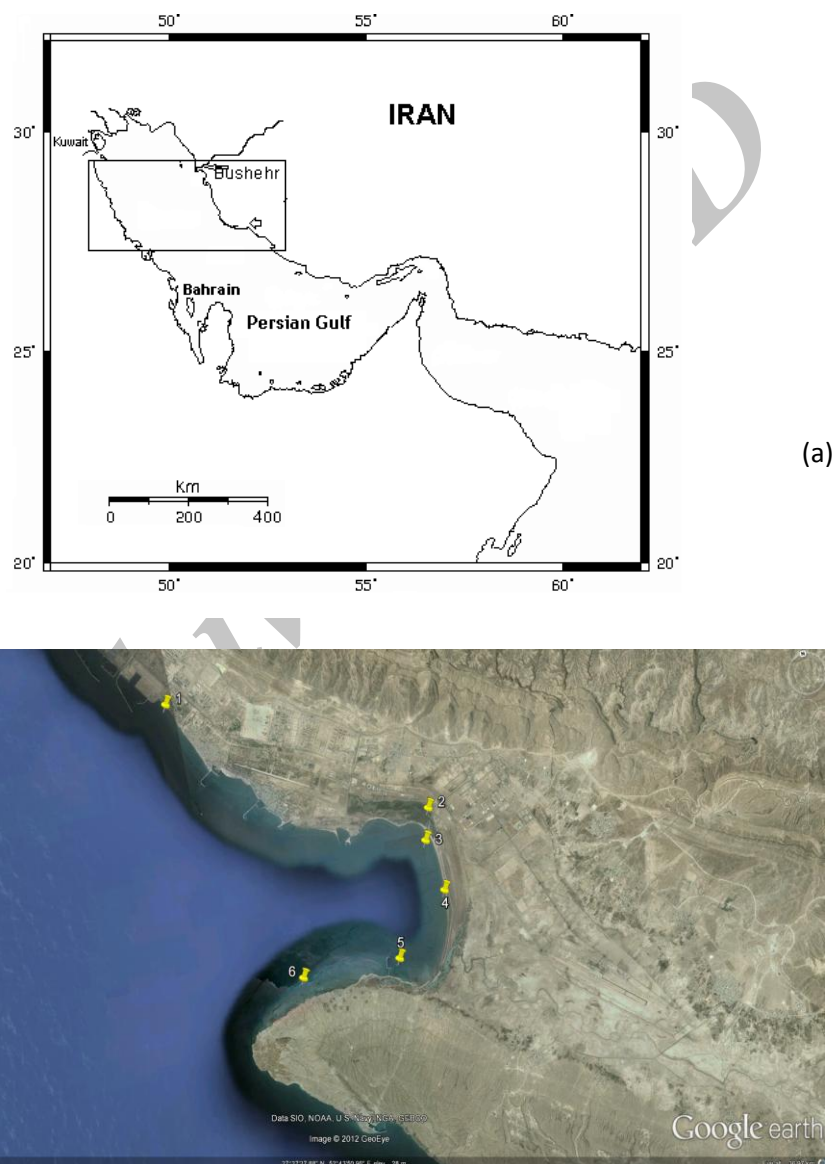 50° 55° 60°
IRAN
30° 30°
Kuwait
Bushehr
Bahrain
Persian Gulf
25° 25°
(a)
Km
0 200 400
20° 20°
50° 55° 60°
1
2
3
4
5
6
Data SIO, NOAA, U.S. Navy, NGA, GEBCO
Image © 2012 GeoEye
Google earth